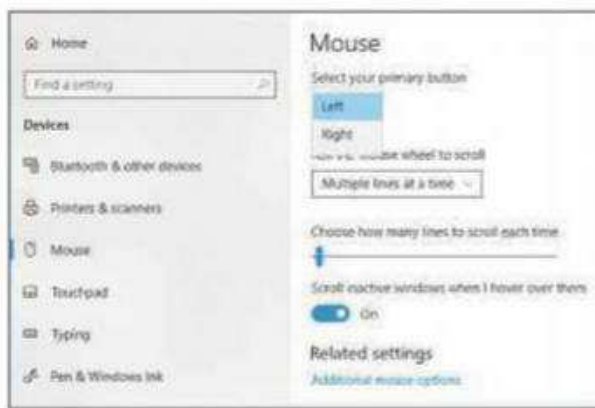 Home
Find a setting
Devices
Bluetooth & other devices
Printers & scanners
Mouse
Touchpad
Typing
Pen & Windows Ink
Mouse
Select your primary button
Left
Right
mouse wheel to scroll
Multiple lines at a time
Choose how many lines to scroll each time
Scroll inactive windows when I hover over them
On
Related settings
Additional mouse options